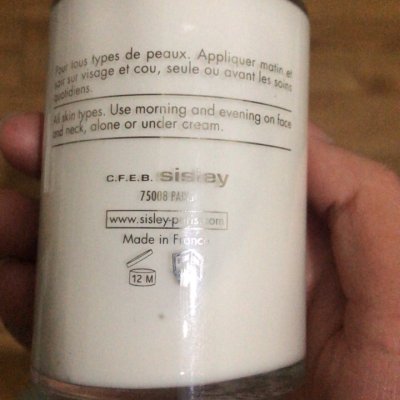 Pour tous types de peaux. Appliquer matin et
soir sur visage et cou, seule ou avant les soins
quotidiens.
All skin types. Use morning and evening on face
and neck, alone or under cream.
C.F.E.B. sisley
75008 PARIS
www.sisley-paris.com
Made in France
12 M